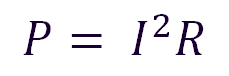 P = I²R